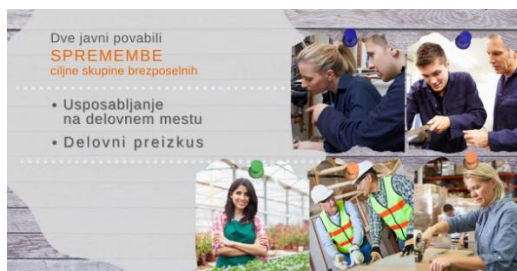 Dve javni povabili
SPREMEMBE
ciljne skupine brezposelnih
• Usposabljanje
na delovnem mestu
• Delovni preizkus